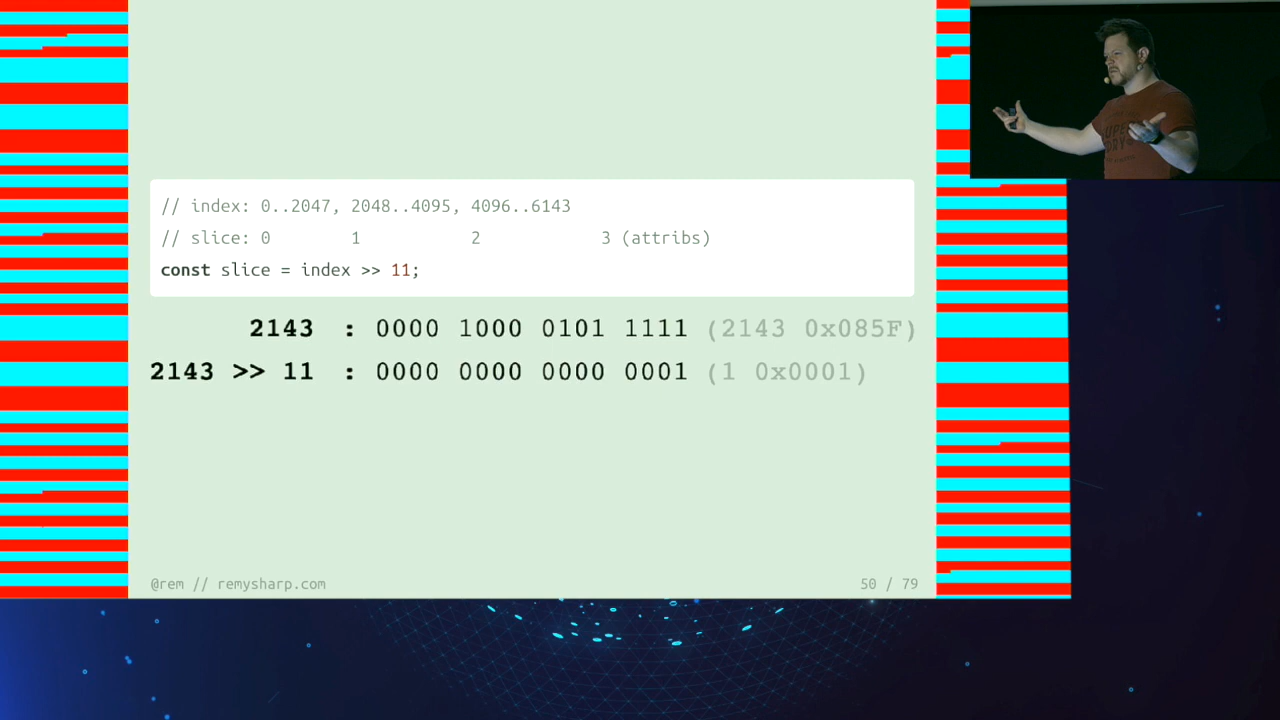 // index: 0..2047, 2048..4095, 4096..6143
// slice: 0 1 2 3 (attribs)
const slice = index >> 11;
2143 : 0000 1000 0101 1111 (2143 0x085F)
2143 >> 11 : 0000 0000 0000 0001 (1 0x0001)
@rem // remysharp.com
50 / 79